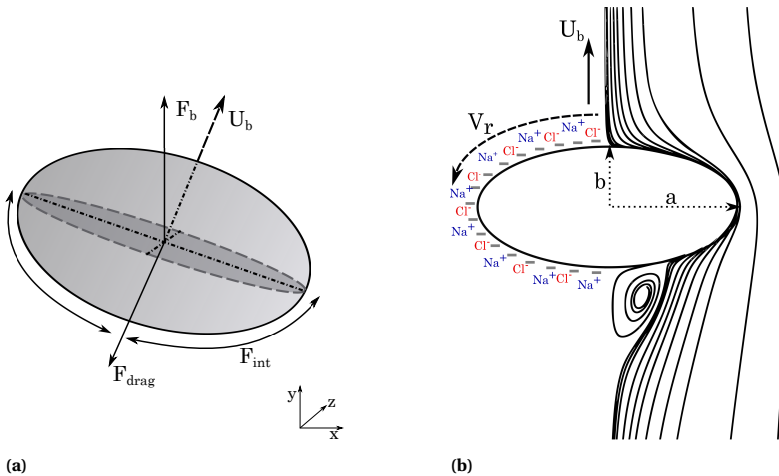 F_b
U_b
F_int
F_drag
y
z
x
(a)
U_b
V_r
Na⁺
Cl⁻
Na⁺
Cl⁻
Na⁺
Cl⁻
Na⁺
Cl⁻
Na⁺
Cl⁻
Na⁺
Cl⁻
Na⁺
Cl⁻
Na⁺
Cl⁻
Na⁺
b
a
(b)